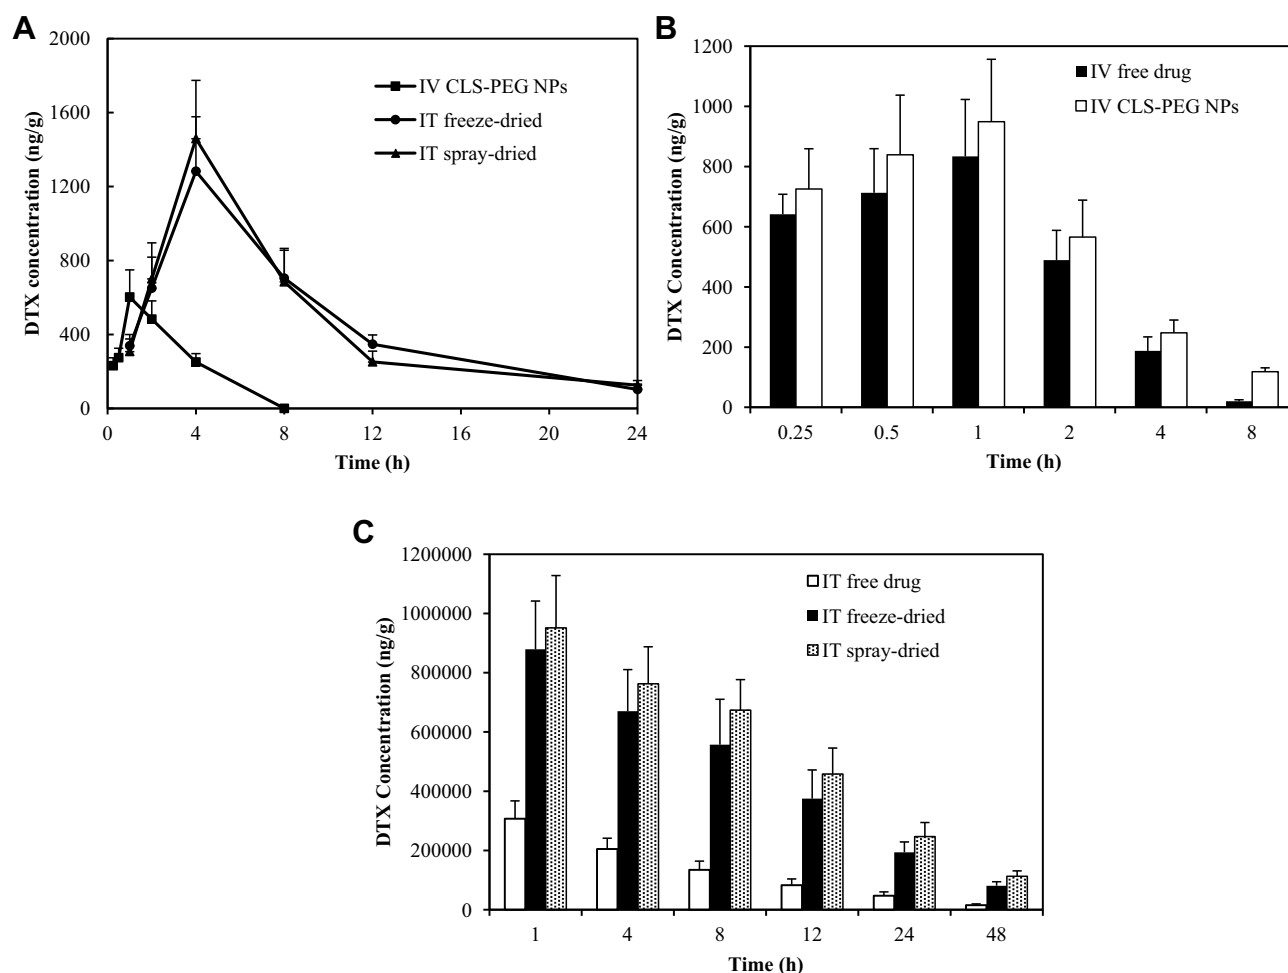 A
2000
1600
1200
800
400
0
DTX concentration (ng/g)
IV CLS-PEG NPs
IT freeze-dried
IT spray-dried
0 4 8 12 16 20 24
Time (h)
B
1200
1000
800
600
400
200
0
DTX Concentration (ng/g)
IV free drug
IV CLS-PEG NPs
0.25 0.5 1 2 4 8
Time (h)
C
1200000
1000000
800000
600000
400000
200000
0
DTX Concentration (ng/g)
IT free drug
IT freeze-dried
IT spray-dried
1 4 8 12 24 48
Time (h)